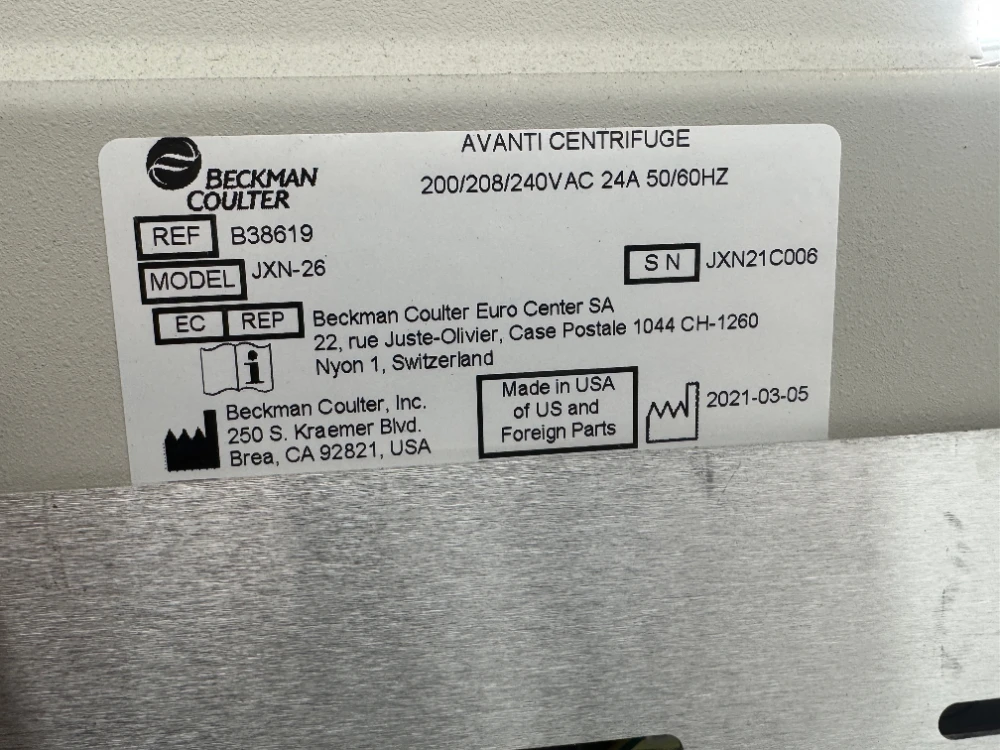 BECKMAN
COULTER
AVANTI CENTRIFUGE
200/208/240VAC 24A 50/60HZ
REF B38619
MODEL JXN-26
SN JXN21C006
EC REP Beckman Coulter Euro Center SA
22, rue Juste-Olivier, Case Postale 1044 CH-1260
Nyon 1, Switzerland
i
Beckman Coulter, Inc.
250 S. Kraemer Blvd.
Brea, CA 92821, USA
Made in USA
of US and
Foreign Parts
2021-03-05